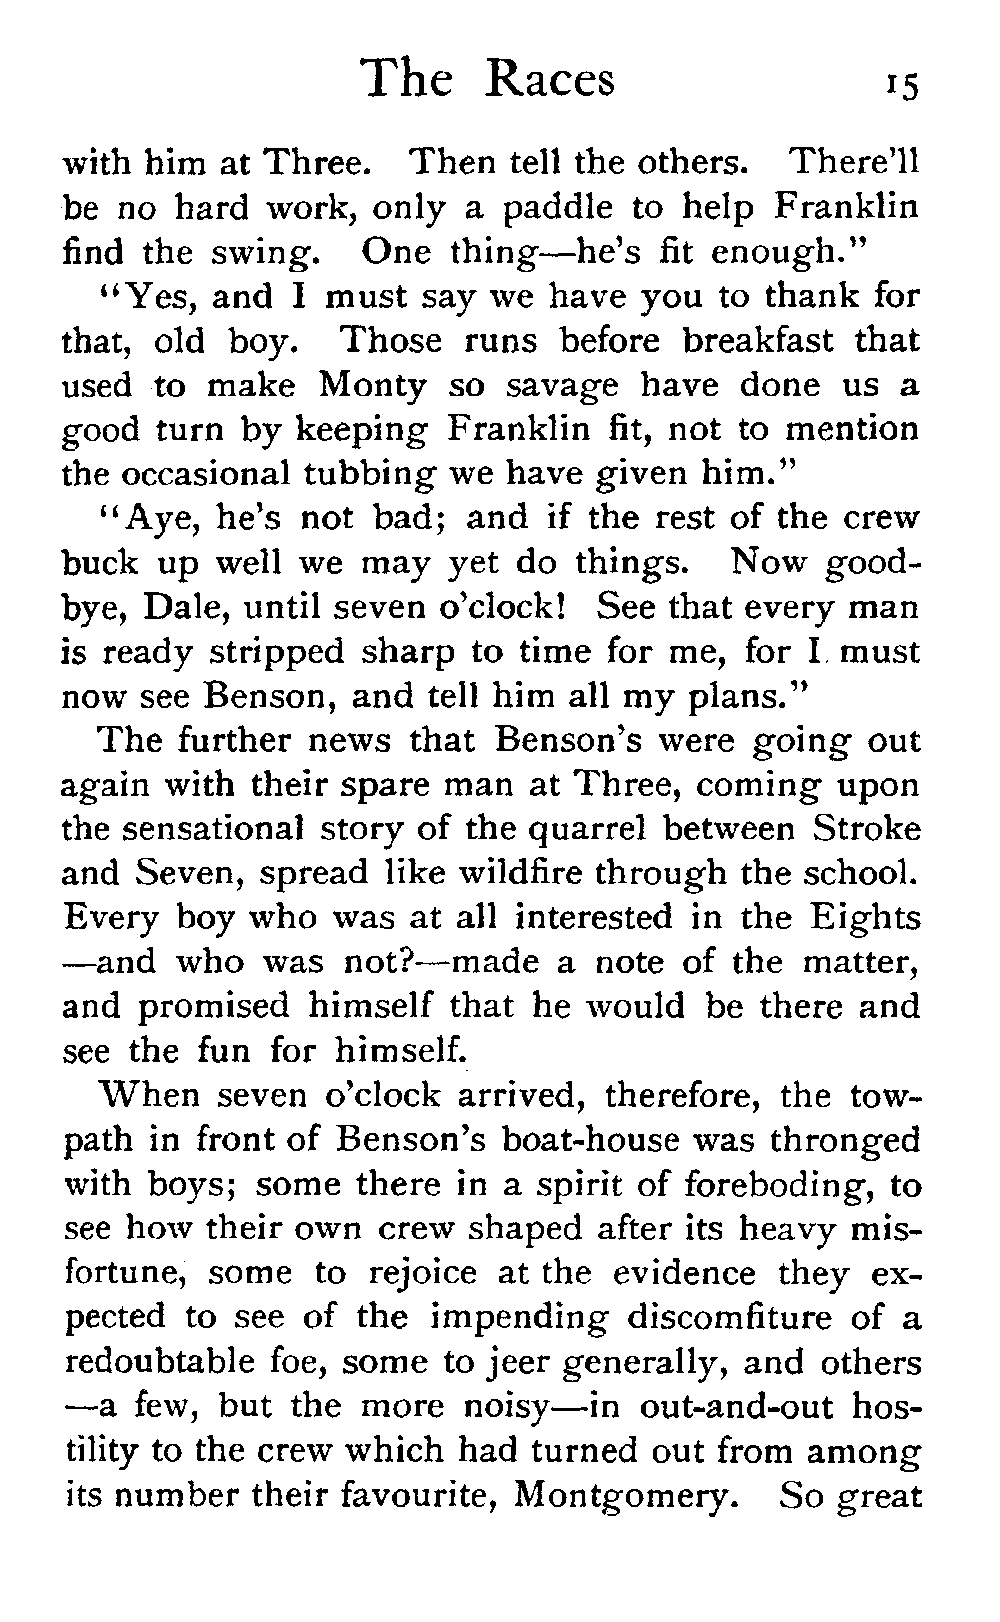 The Races 15
with him at Three. Then tell the others. There'll
be no hard work, only a paddle to help Franklin
find the swing. One thing—he's fit enough."
"Yes, and I must say we have you to thank for
that, old boy. Those runs before breakfast that
used to make Monty so savage have done us a
good turn by keeping Franklin fit, not to mention
the occasional tubbing we have given him."
"Aye, he's not bad; and if the rest of the crew
buck up well we may yet do things. Now good-
bye, Dale, until seven o'clock! See that every man
is ready stripped sharp to time for me, for I must
now see Benson, and tell him all my plans."
The further news that Benson's were going out
again with their spare man at Three, coming upon
the sensational story of the quarrel between Stroke
and Seven, spread like wildfire through the school.
Every boy who was at all interested in the Eights
—and who was not?—made a note of the matter,
and promised himself that he would be there and
see the fun for himself.
When seven o'clock arrived, therefore, the tow-
path in front of Benson's boat-house was thronged
with boys; some there in a spirit of foreboding, to
see how their own crew shaped after its heavy mis-
fortune, some to rejoice at the evidence they ex-
pected to see of the impending discomfiture of a
redoubtable foe, some to jeer generally, and others
—a few, but the more noisy—in out-and-out hos-
tility to the crew which had turned out from among
its number their favourite, Montgomery. So great